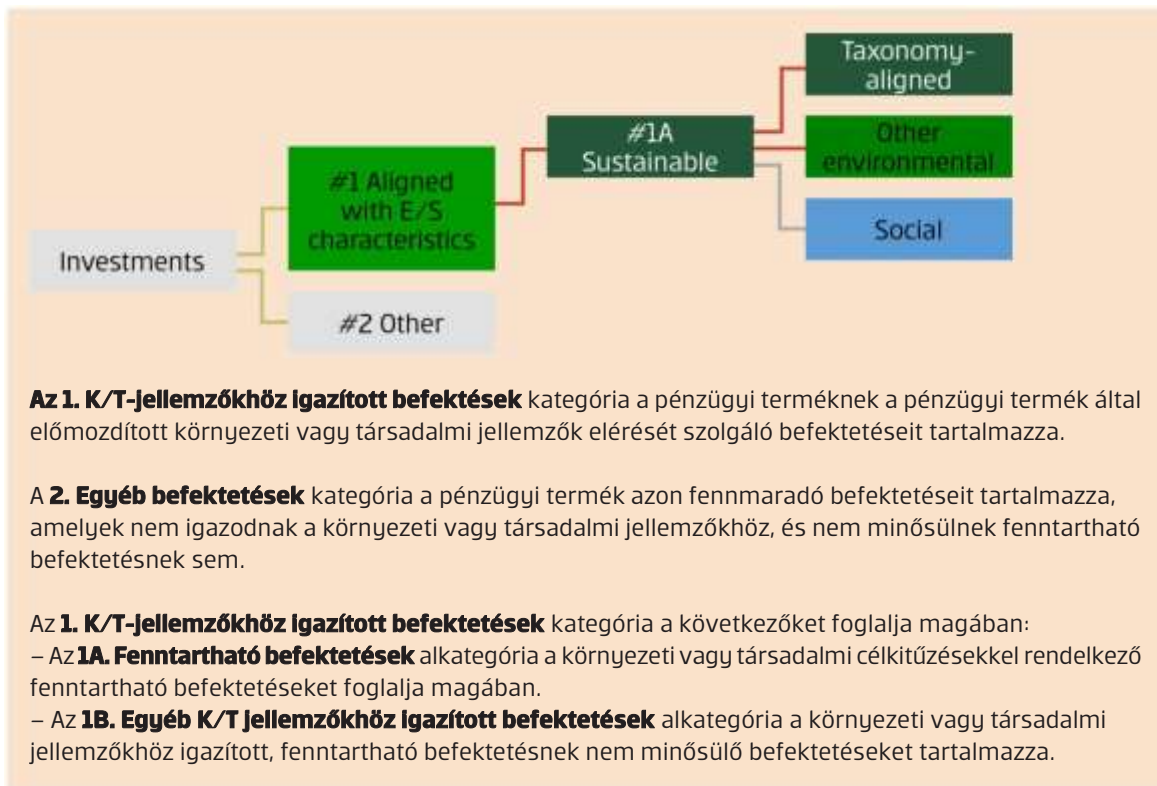 Taxonomy-
aligned
#1A
Sustainable
Other
environmental
#1 Aligned
with E/S
characteristics
Social
Investments
#2 Other
Az 1. K/T-jellemzőkhöz igazított befektések kategória a pénzügyi terméknek a pénzügyi termék által
előmozdított környezeti vagy társadalmi jellemzők elérését szolgáló befektetéseit tartalmazza.
A 2. Egyéb befektetések kategória a pénzügyi termék azon fennmaradó befektetéseit tartalmazza,
amelyek nem igazodnak a környezeti vagy társadalmi jellemzőkhöz, és nem minősülnek fenntartható
befektetésnek sem.
Az 1. K/T-jellemzőkhöz igazított befektetések kategória a következőket foglalja magában:
– Az 1A. Fenntartható befektetések alkategória a környezeti vagy társadalmi célkitűzésekkel rendelkező
fenntartható befektetéseket foglalja magában.
– Az 1B. Egyéb K/T jellemzőkhöz igazított befektetések alkategória a környezeti vagy társadalmi
jellemzőkhöz igazított, fenntartható befektetésnek nem minősülő befektetéseket tartalmazza.